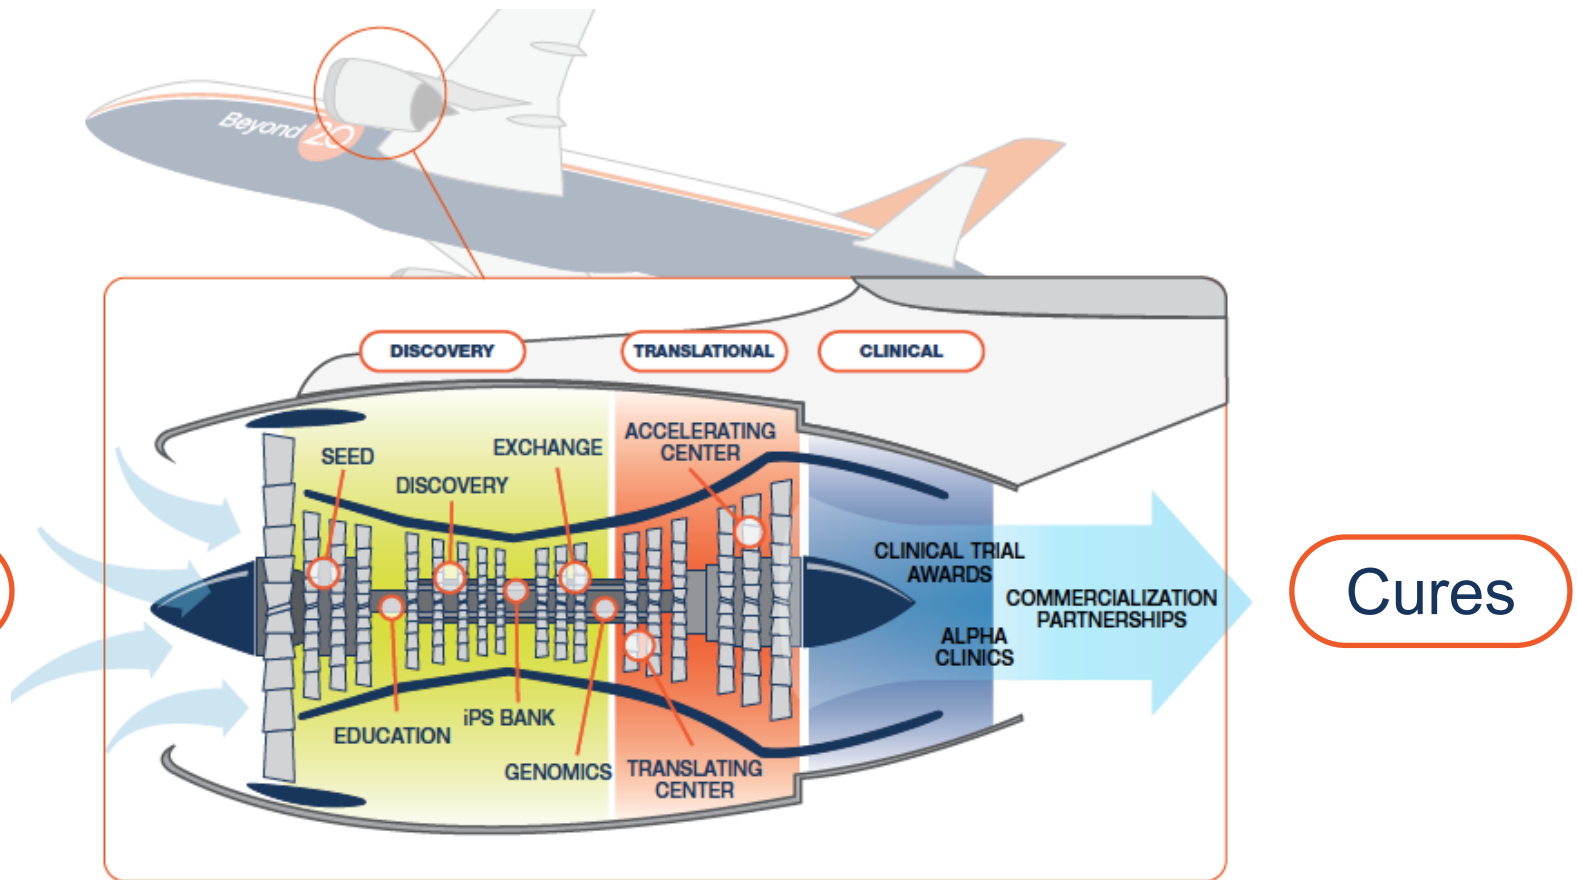 Beyond 20
DISCOVERY
TRANSLATIONAL
CLINICAL
SEED
DISCOVERY
EXCHANGE
ACCELERATING
CENTER
EDUCATION
iPS BANK
GENOMICS
TRANSLATING
CENTER
CLINICAL TRIAL
AWARDS
ALPHA
CLINICS
COMMERCIALIZATION
PARTNERSHIPS
Cures